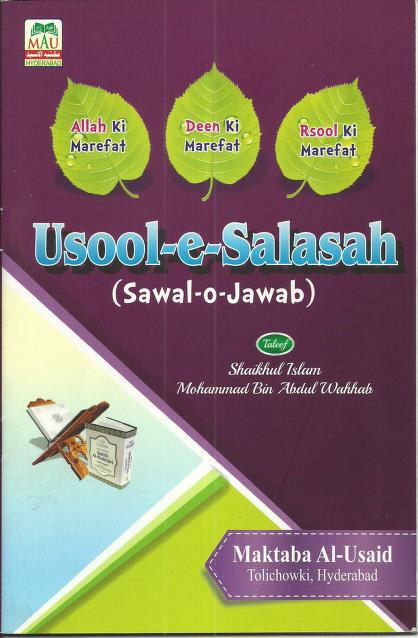 MAU
HYDERABAD
Allah Ki
Marefat
Deen Ki
Marefat
Rsool Ki
Marefat
Usool-e-Salasah
(Sawal-o-Jawab)
Taleef
Shaikhul Islam
Mohammad Bin Abdul Wahhab
Maktaba Al-Usaid
Tolichowki, Hyderabad